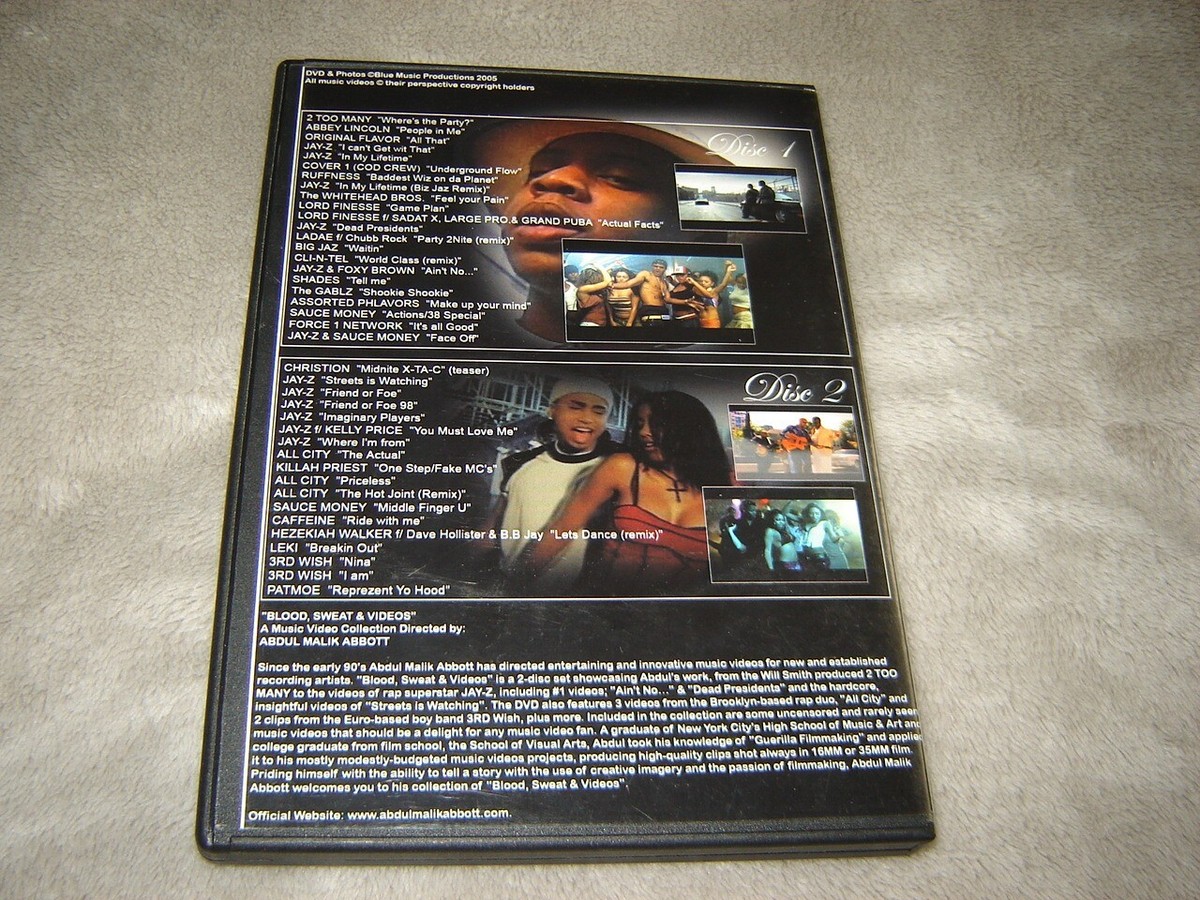 DVD & Photos ©Blue Music Productions 2005
All music videos © their perspective copyright holders
Disc 1
2 TOO MANY "Where's the Party?"
ABBEY LINCOLN "People in Me"
ORIGINAL FLAVOR "All That"
JAY-Z "I can't Get wit That"
JAY-Z "In My Lifetime"
COVER 1 (COD CREW) "Underground Flow"
RUFFNESS "Baddest Wiz on da Planet"
JAY-Z "In My Lifetime (Biz Jaz Remix)"
The WHITEHEAD BROS. "Feel your Pain"
LORD FINESSE "Game Plan"
LORD FINESSE f/ SADAT X, LARGE PRO.& GRAND PUBA "Actual Facts"
JAY-Z "Dead Presidents"
LADAE f/ Chubb Rock "Party 2Nite (remix)"
BIG JAZ "Waitin"
CLI-N-TEL "World Class (remix)"
JAY-Z & FOXY BROWN "Ain't No..."
SHADES "Tell me"
The GABLZ "Shookie Shookie"
ASSORTED PHLAVORS "Make up your mind"
SAUCE MONEY "Actions/38 Special"
FORCE 1 NETWORK "It's all Good"
JAY-Z & SAUCE MONEY "Face Off"
Disc 2
CHRISTION "Midnite X-TA-C" (teaser)
JAY-Z "Streets is Watching"
JAY-Z "Friend or Foe"
JAY-Z "Friend or Foe 98"
JAY-Z "Imaginary Players"
JAY-Z f/ KELLY PRICE "You Must Love Me"
JAY-Z "Where I'm from"
ALL CITY "The Actual"
KILLAH PRIEST "One Step/Fake MC's"
ALL CITY "Priceless"
ALL CITY "The Hot Joint (Remix)"
SAUCE MONEY "Middle Finger U"
CAFFEINE "Ride with me"
HEZEKIAH WALKER f/ Dave Hollister & B.B Jay "Lets Dance (remix)"
LEKI "Breakin Out"
3RD WISH "Nina"
3RD WISH "I am"
PATMOE "Reprezent Yo Hood"
"BLOOD, SWEAT & VIDEOS"
A Music Video Collection Directed by:
ABDUL MALIK ABBOTT
Since the early 90's Abdul Malik Abbott has directed entertaining and innovative music videos for new and established
recording artists. "Blood, Sweat & Videos" is a 2-disc set showcasing Abdul's work, from the Will Smith produced 2 TOO
MANY to the videos of rap superstar JAY-Z, including #1 videos; "Ain't No..." & "Dead Presidents" and the hardcore,
insightful videos of "Streets is Watching". The DVD also features 3 videos from the Brooklyn-based rap duo, "All City" and
2 clips from the Euro-based boy band 3RD Wish, plus more. Included in the collection are some uncensored and rarely seen
music videos that should be a delight for any music video fan. A graduate of New York City's High School of Music & Art and
college graduate from film school, the School of Visual Arts, Abdul took his knowledge of "Guerilla Filmmaking" and applied
it to his mostly modestly-budgeted music videos projects, producing high-quality clips shot always in 16MM or 35MM film.
Priding himself with the ability to tell a story with the use of creative imagery and the passion of filmmaking, Abdul Malik
Abbott welcomes you to his collection of "Blood, Sweat & Videos".
Official Website: www.abdulmalikabbott.com.